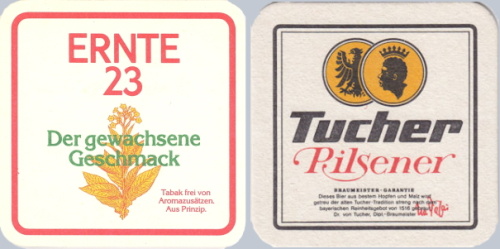 ERNTE
23
Der gewachsene
Geschmack
Tabak frei von
Aromazusätzen.
Aus Prinzip.
Tucher
Pilsener
BRAUMEISTER-GARANTIE
Dieses Bier aus bestem Hopfen und Malz wird
getreu der alten Tucher-Tradition streng nach dem
bayerischen Reinheitsgebot von 1516 gebraut.
Dr. von Tucher, Dipl.-Braumeister